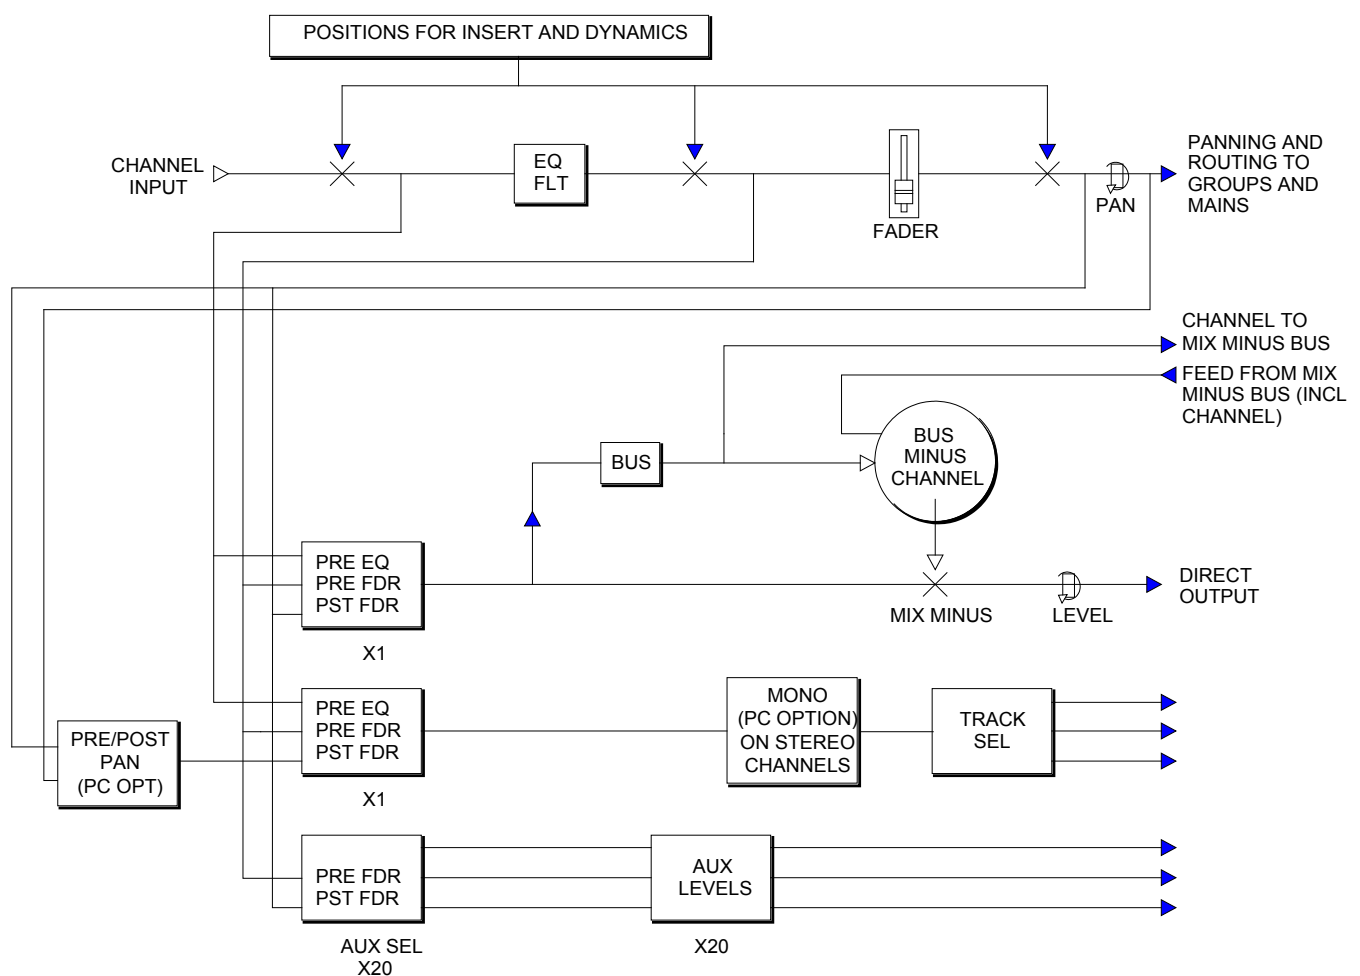 POSITIONS FOR INSERT AND DYNAMICS
CHANNEL
INPUT
EQ
FLT
FADER
PAN
PANNING AND
ROUTING TO
GROUPS AND
MAINS
CHANNEL TO
MIX MINUS BUS
FEED FROM MIX
MINUS BUS (INCL
CHANNEL)
BUS
MINUS
CHANNEL
BUS
PRE EQ
PRE FDR
PST FDR
X1
MIX MINUS
LEVEL
DIRECT
OUTPUT
PRE/POST
PAN
(PC OPT)
PRE EQ
PRE FDR
PST FDR
X1
MONO
(PC OPTION)
ON STEREO
CHANNELS
TRACK
SEL
PRE FDR
PST FDR
AUX SEL
X20
AUX
LEVELS
X20